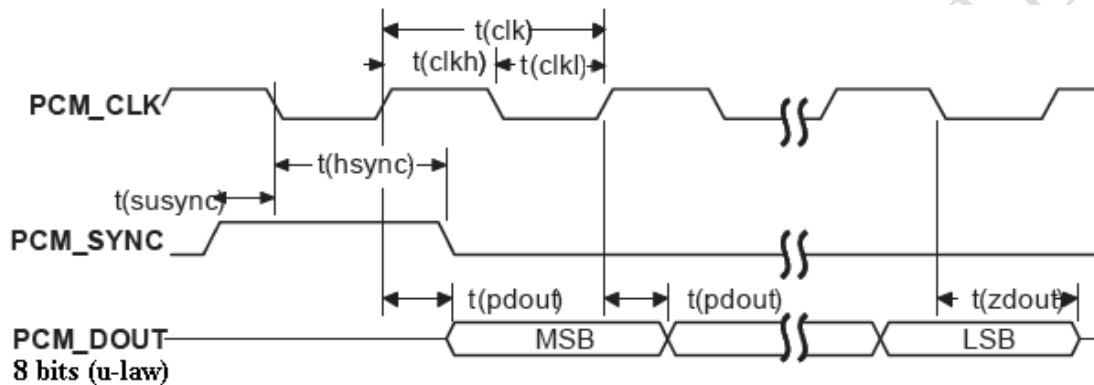 t(clk)
t(clkh) t(clkl)
PCM_CLK
t(hsync)
t(susync)
PCM_SYNC
t(pdout) t(pdout) t(zdout)
PCM_DOUT MSB LSB
8 bits (u-law)